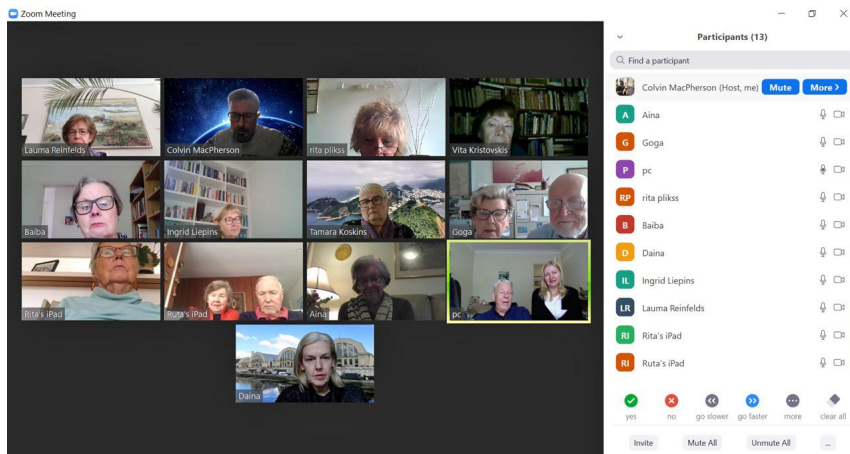 Zoom Meeting
Lauma Reinfelds
Colvin MacPherson
rita plikss
Vita Kristovskis
Baiba
Ingrid Liepins
Tamara Koskins
Goga
Rita's iPad
Ruta's iPad
Aina
pc
Daina
Participants (13)
Find a participant
Colvin MacPherson (Host, me) Mute More >
A Aina
G Goga
P pc
RP rita plikss
B Baiba
D Daina
IL Ingrid Liepins
LR Lauma Reinfelds
RI Rita's iPad
RI Ruta's iPad
yes no go slower go faster more clear all
Invite Mute All Unmute All ...